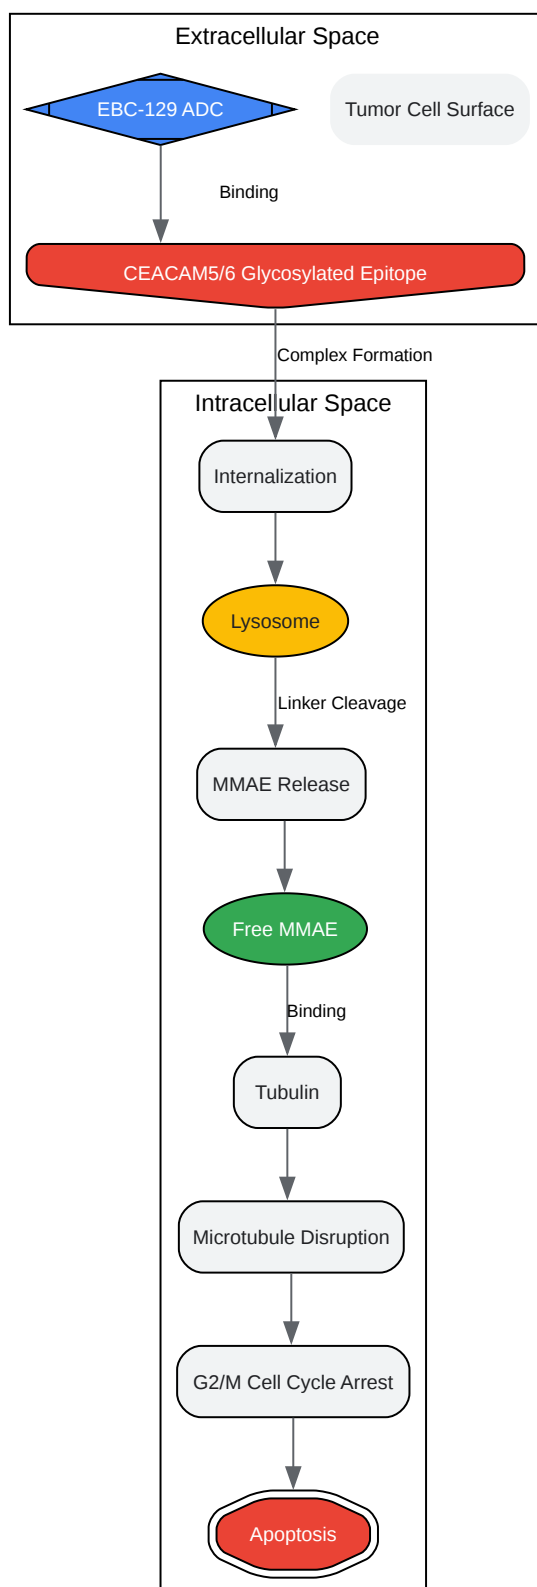 Extracellular Space
EBC-129 ADC
Tumor Cell Surface
Binding
CEACAM5/6 Glycosylated Epitope
Complex Formation
Intracellular Space
Internalization
Lysosome
Linker Cleavage
MMAE Release
Free MMAE
Binding
Tubulin
Microtubule Disruption
G2/M Cell Cycle Arrest
Apoptosis